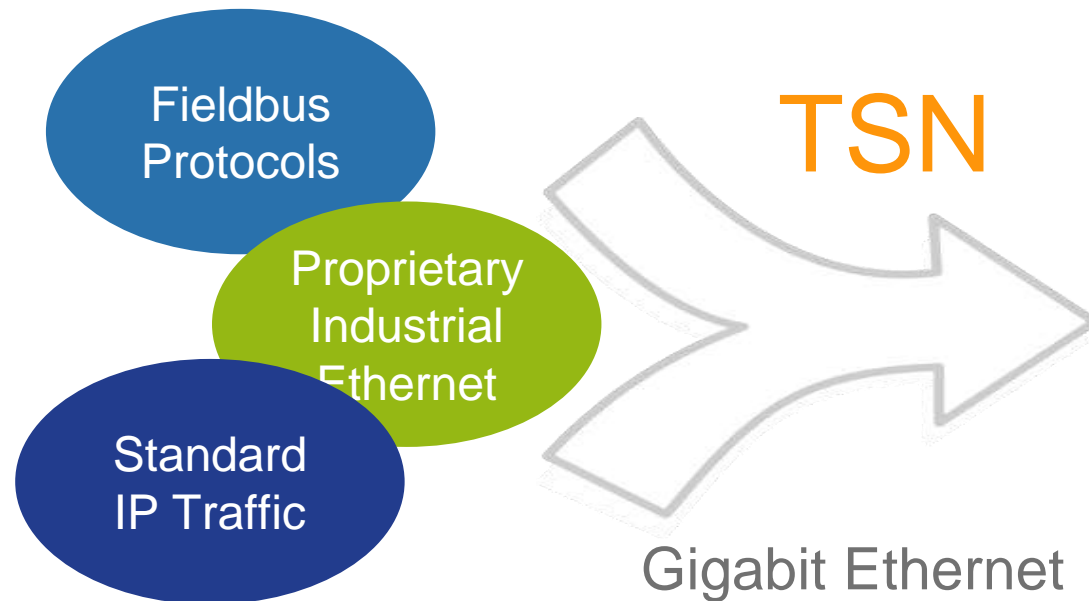 Fieldbus
Protocols
Proprietary
Industrial
Ethernet
Standard
IP Traffic
TSN
Gigabit Ethernet